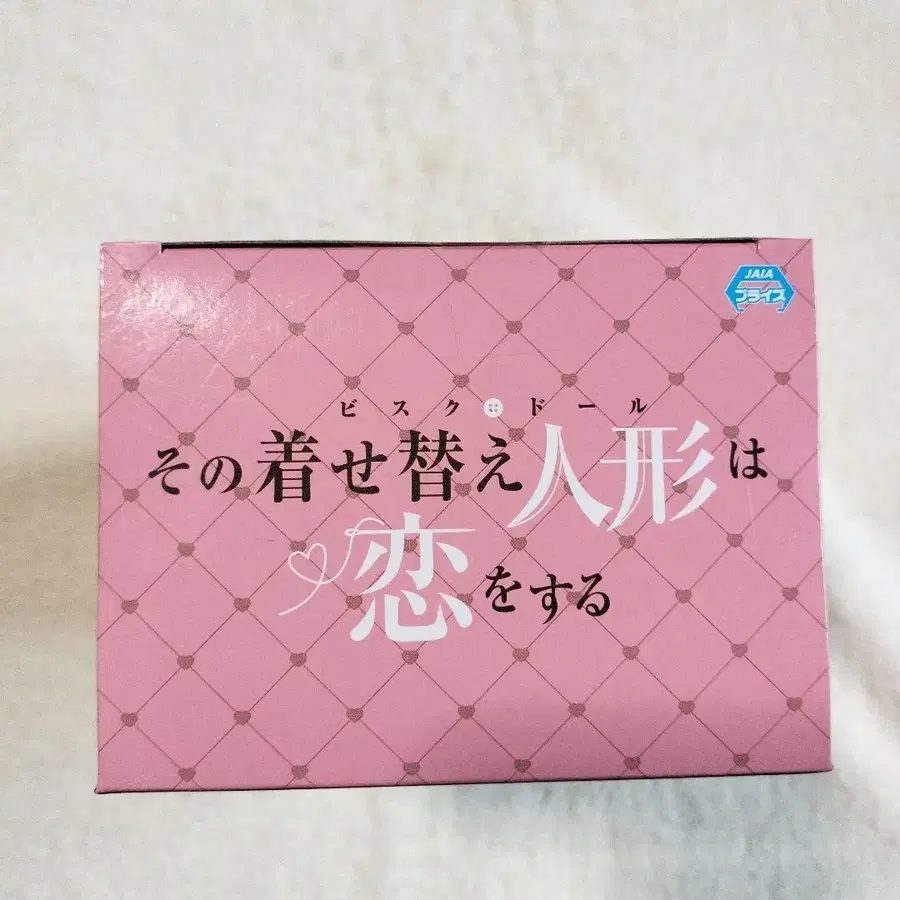 JAIA
プライズ
ビスク・ドール
その着せ替え人形は
恋をする